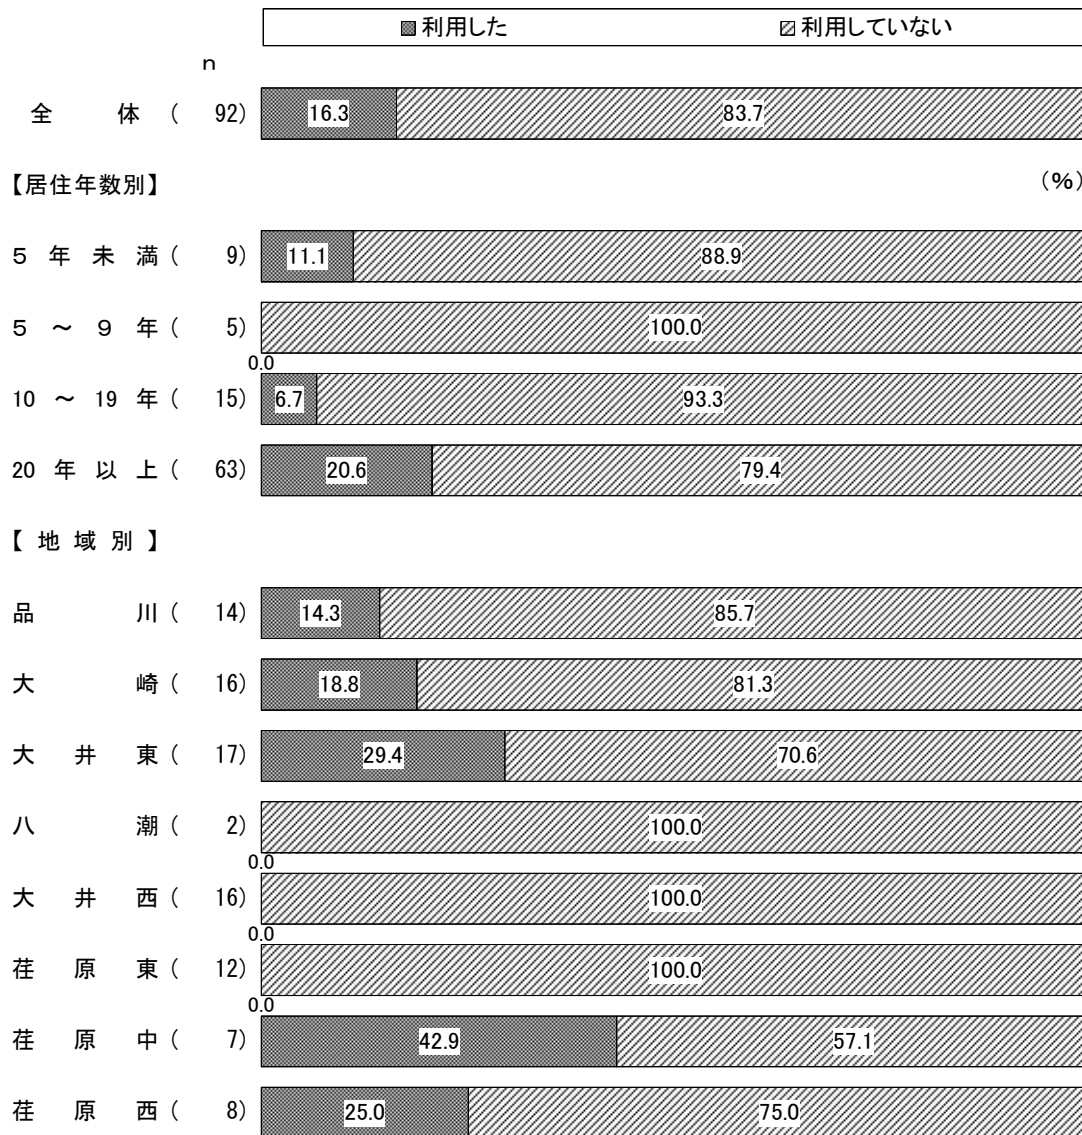 利用した 利用していない
n
全体( 92) 16.3 83.7
【居住年数別】 (%)
5年未満( 9) 11.1 88.9
5~9年( 5) 100.0
0.0
10~19年( 15) 6.7 93.3
20年以上( 63) 20.6 79.4
【地域別】
品川( 14) 14.3 85.7
大崎( 16) 18.8 81.3
大井東( 17) 29.4 70.6
八潮( 2) 100.0
0.0
大井西( 16) 100.0
0.0
荏原東( 12) 100.0
0.0
荏原中( 7) 42.9 57.1
荏原西( 8) 25.0 75.0